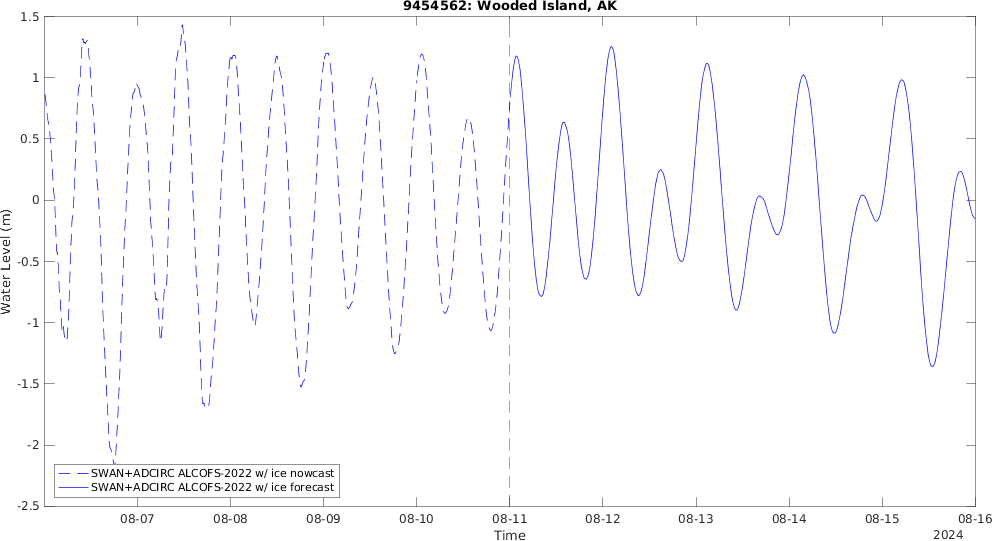 9454562: Wooded Island, AK
1.5
1
0.5
0
-0.5
-1
-1.5
-2
-2.5
Water Level (m)
SWAN+ADCIRC ALCOFS-2022 w/ ice nowcast
SWAN+ADCIRC ALCOFS-2022 w/ ice forecast
08-07 08-08 08-09 08-10 08-11 08-12 08-13 08-14 08-15 08-16
Time
2024